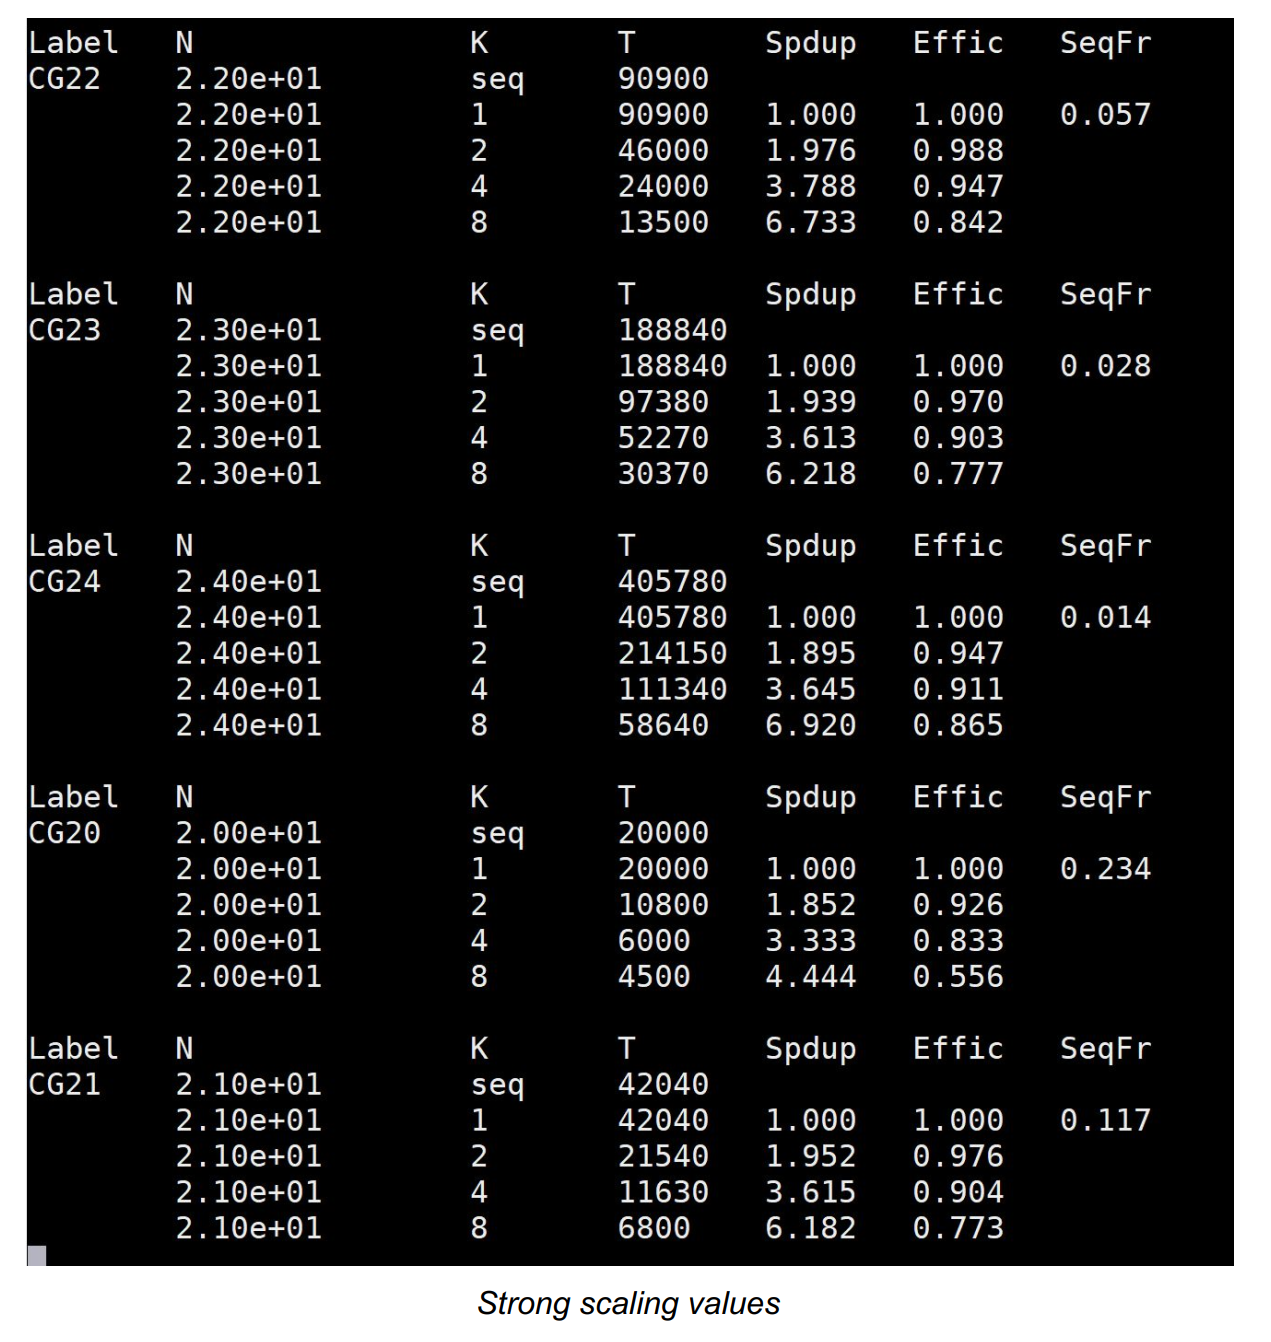 Label N K T Spdup Effic SeqFr
CG22 2.20e+01 seq 90900
2.20e+01 1 90900 1.000 1.000 0.057
2.20e+01 2 46000 1.976 0.988
2.20e+01 4 24000 3.788 0.947
2.20e+01 8 13500 6.733 0.842
Label N K T Spdup Effic SeqFr
CG23 2.30e+01 seq 188840
2.30e+01 1 188840 1.000 1.000 0.028
2.30e+01 2 97380 1.939 0.970
2.30e+01 4 52270 3.613 0.903
2.30e+01 8 30370 6.218 0.777
Label N K T Spdup Effic SeqFr
CG24 2.40e+01 seq 405780
2.40e+01 1 405780 1.000 1.000 0.014
2.40e+01 2 214150 1.895 0.947
2.40e+01 4 111340 3.645 0.911
2.40e+01 8 58640 6.920 0.865
Label N K T Spdup Effic SeqFr
CG20 2.00e+01 seq 20000
2.00e+01 1 20000 1.000 1.000 0.234
2.00e+01 2 10800 1.852 0.926
2.00e+01 4 6000 3.333 0.833
2.00e+01 8 4500 4.444 0.556
Label N K T Spdup Effic SeqFr
CG21 2.10e+01 seq 42040
2.10e+01 1 42040 1.000 1.000 0.117
2.10e+01 2 21540 1.952 0.976
2.10e+01 4 11630 3.615 0.904
2.10e+01 8 6800 6.182 0.773
Strong scaling values